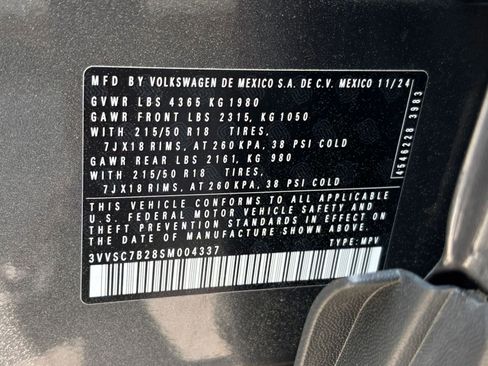 MFD BY VOLKSWAGEN DE MEXICO S.A. DE C.V. MEXICO 11/24
GVWR LBS 4365 KG 1980
GAWR FRONT LBS 2315, KG 1050
WITH 215/50 R18 TIRES,
7JX18 RIMS, AT 260 KPA, 38 PSI COLD
GAWR REAR LBS 2161, KG 980
WITH 215/50 R18 TIRES,
7JX18 RIMS, AT 260 KPA, 38 PSI COLD
THIS VEHICLE CONFORMS TO ALL APPLICABLE
U.S. FEDERAL MOTOR VEHICLE SAFETY AND
THEFT PREVENTION STANDARDS IN EFFECT ON THE
DATE OF MANUFACTURE SHOWN ABOVE.
3VVSC7B28SM004337 TYPE: MPV
4546228 3983